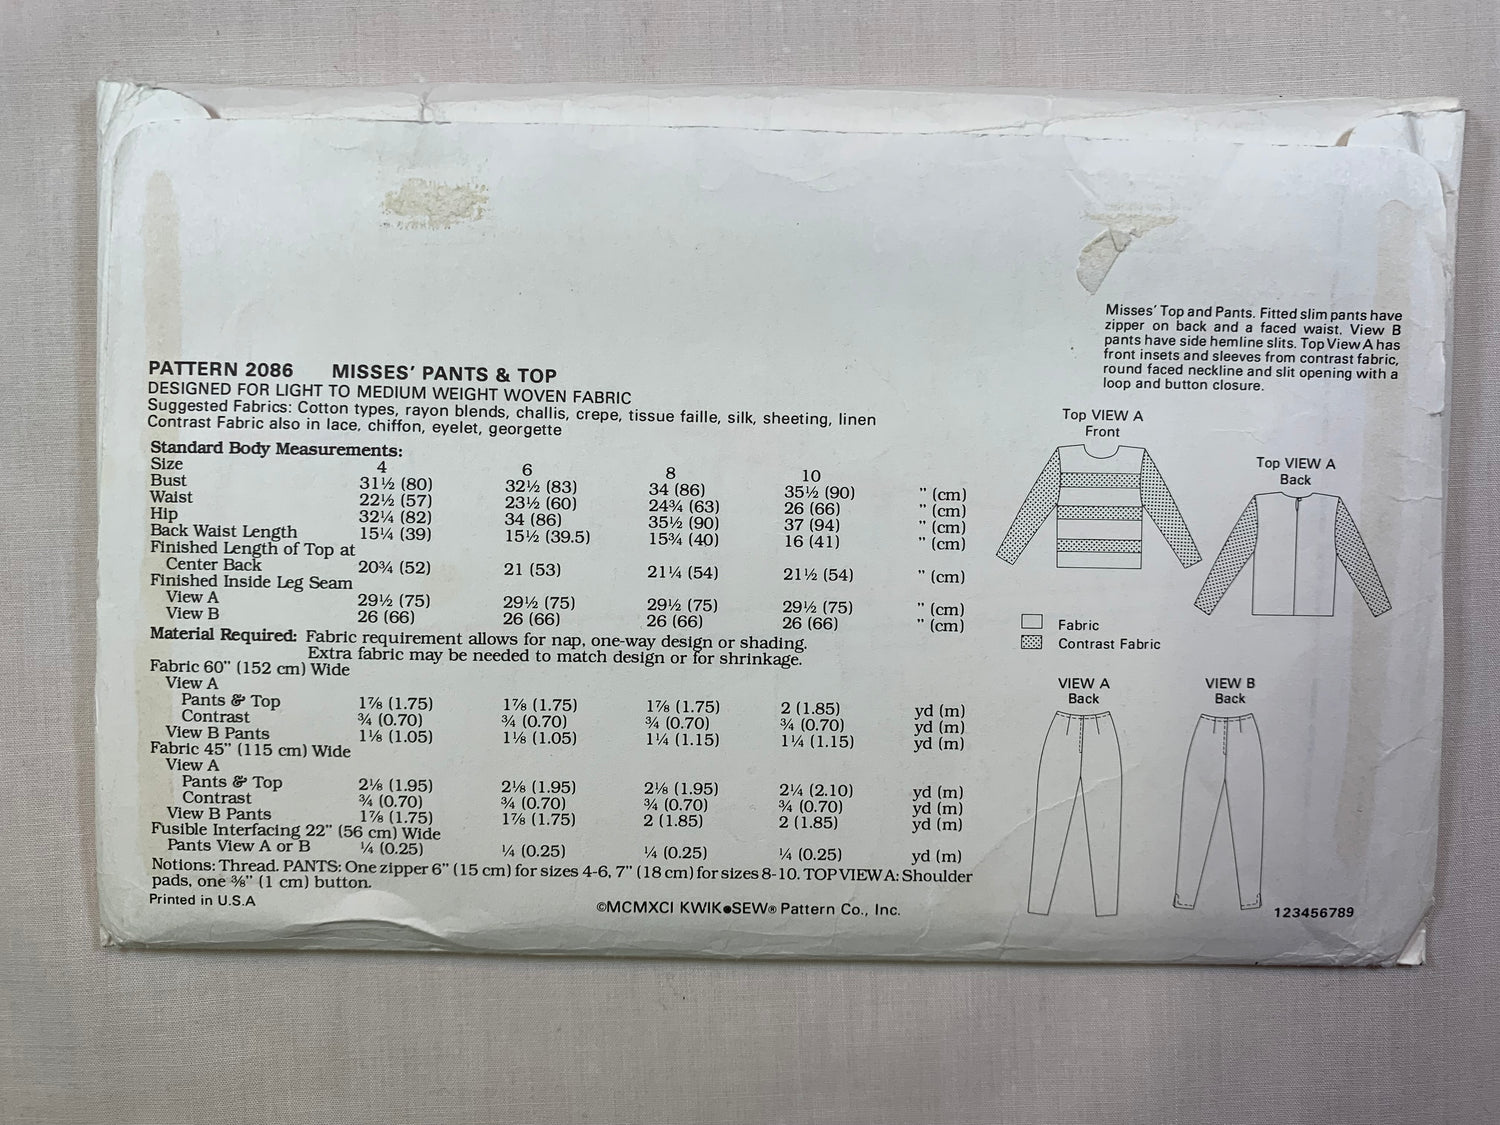 Misses' Top and Pants. Fitted slim pants have
zipper on back and a faced waist. View B
pants have side hemline slits. Top View A has
front insets and sleeves from contrast fabric,
round faced neckline and slit opening with a
loop and button closure.
PATTERN 2086 MISSES' PANTS & TOP
DESIGNED FOR LIGHT TO MEDIUM WEIGHT WOVEN FABRIC
Suggested Fabrics: Cotton types, rayon blends, challis, crepe, tissue faille, silk, sheeting, linen
Contrast Fabric also in lace, chiffon, eyelet, georgette
Standard Body Measurements:
Size 4 6 8 10
Bust 31½ (80) 32½ (83) 34 (86) 35½ (90) " (cm)
Waist 22½ (57) 23½ (60) 24¾ (63) 26 (66) " (cm)
Hip 32¼ (82) 34 (86) 35½ (90) 37 (94) " (cm)
Back Waist Length 15¼ (39) 15½ (39.5) 15¾ (40) 16 (41) " (cm)
Finished Length of Top at
Center Back 20¾ (52) 21 (53) 21¼ (54) 21½ (54) " (cm)
Finished Inside Leg Seam
View A 29½ (75) 29½ (75) 29½ (75) 29½ (75) " (cm)
View B 26 (66) 26 (66) 26 (66) 26 (66) " (cm)
Material Required: Fabric requirement allows for nap, one-way design or shading.
Extra fabric may be needed to match design or for shrinkage.
Fabric 60" (152 cm) Wide
View A
Pants & Top 1⅞ (1.75) 1⅞ (1.75) 1⅞ (1.75) 2 (1.85) yd (m)
Contrast ¾ (0.70) ¾ (0.70) ¾ (0.70) ¾ (0.70) yd (m)
View B Pants 1⅛ (1.05) 1⅛ (1.05) 1¼ (1.15) 1¼ (1.15) yd (m)
Fabric 45" (115 cm) Wide
View A
Pants & Top 2⅛ (1.95) 2⅛ (1.95) 2⅛ (1.95) 2¼ (2.10) yd (m)
Contrast ¾ (0.70) ¾ (0.70) ¾ (0.70) ¾ (0.70) yd (m)
View B Pants 1⅞ (1.75) 1⅞ (1.75) 2 (1.85) 2 (1.85) yd (m)
Fusible Interfacing 22" (56 cm) Wide
Pants View A or B ¼ (0.25) ¼ (0.25) ¼ (0.25) ¼ (0.25) yd (m)
Notions: Thread. PANTS: One zipper 6" (15 cm) for sizes 4-6, 7" (18 cm) for sizes 8-10. TOP VIEW A: Shoulder
pads, one ⅜" (1 cm) button.
Printed in U.S.A
©MCMXCI KWIK●SEW® Pattern Co., Inc.
Top VIEW A
Front
Top VIEW A
Back
Fabric
Contrast Fabric
VIEW A
Back
VIEW B
Back
123456789